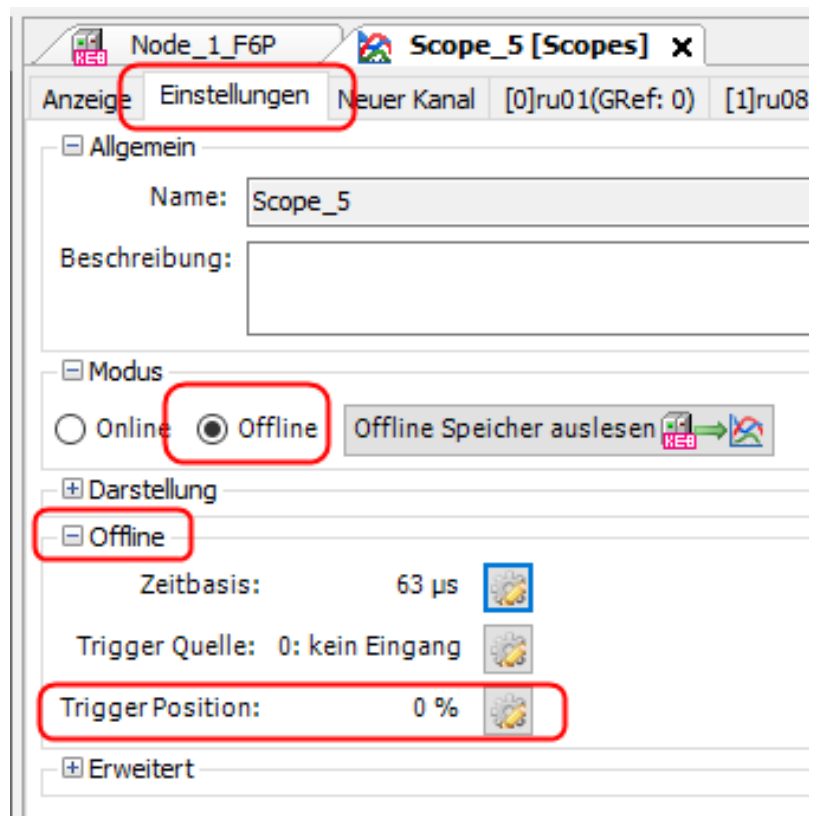 Node_1_F6P Scope_5 [Scopes]
Anzeige Einstellungen Neuer Kanal [0]ru01(GRef: 0) [1]ru08
Allgemein
Name: Scope_5
Beschreibung:
Modus
Online Offline Offline Speicher auslesen KEB
Darstellung
Offline
Zeitbasis: 63 µs
Trigger Quelle: 0: kein Eingang
Trigger Position: 0 %
Erweitert